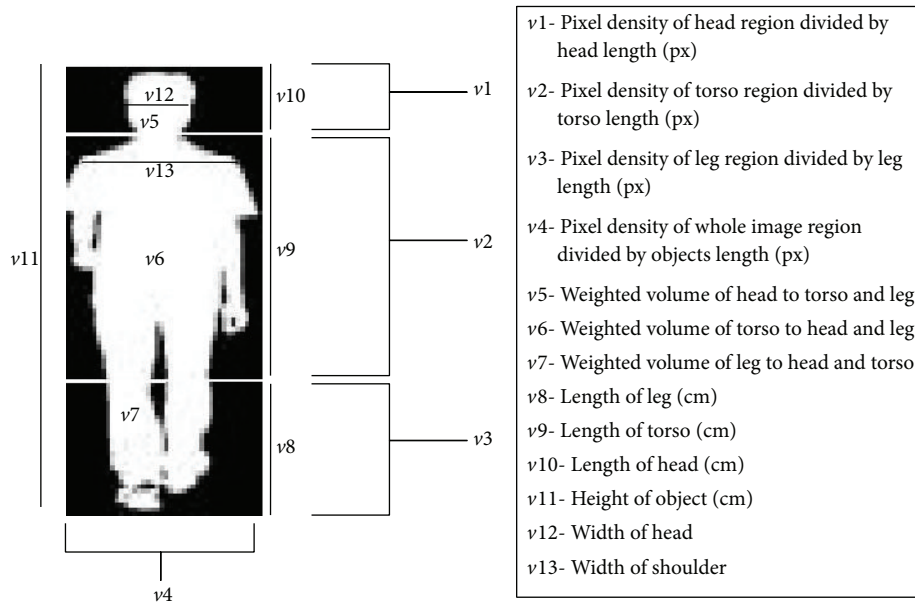 v12
v10
v1
v5
v13
v11
v6
v9
v2
v7
v8
v3
v4
v1- Pixel density of head region divided by
head length (px)
v2- Pixel density of torso region divided by
torso length (px)
v3- Pixel density of leg region divided by leg
length (px)
v4- Pixel density of whole image region
divided by objects length (px)
v5- Weighted volume of head to torso and leg
v6- Weighted volume of torso to head and leg
v7- Weighted volume of leg to head and torso
v8- Length of leg (cm)
v9- Length of torso (cm)
v10- Length of head (cm)
v11- Height of object (cm)
v12- Width of head
v13- Width of shoulder